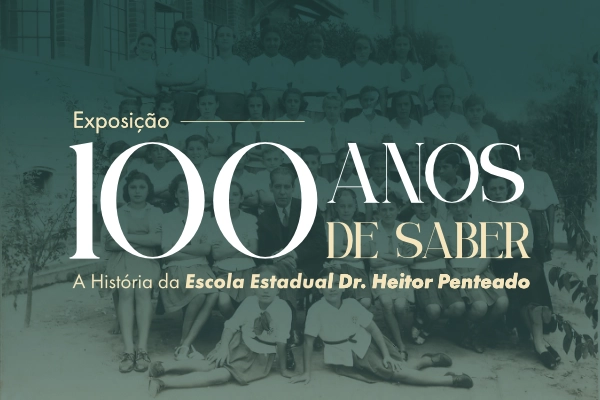 Exposição
100 ANOS
DE SABER
A História da Escola Estadual Dr. Heitor Penteado